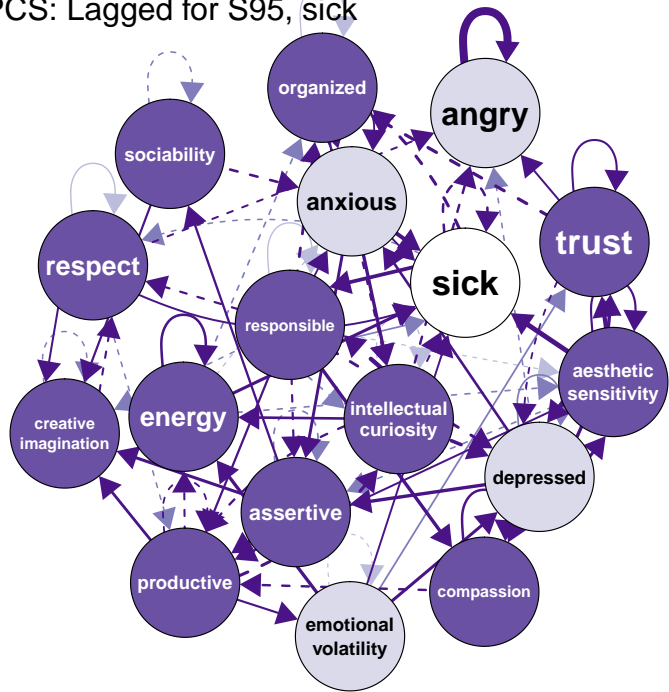 PCS: Lagged for S95, sick
organized
angry
sociability
anxious
trust
respect
sick
responsible
aesthetic
sensitivity
creative
imagination
energy
intellectual
curiosity
depressed
assertive
productive
compassion
emotional
volatility